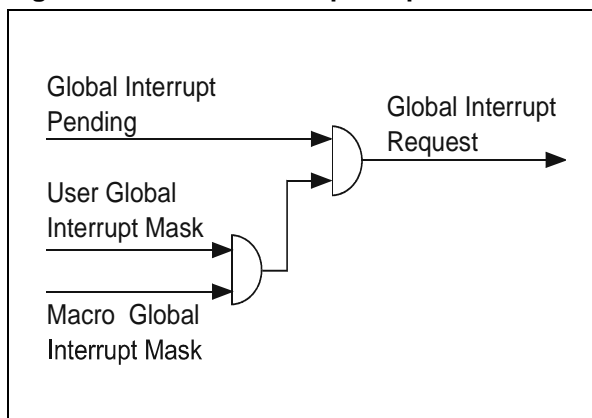 Global Interrupt
Pending
Global Interrupt
Request
User Global
Interrupt Mask
Macro Global
Interrupt Mask